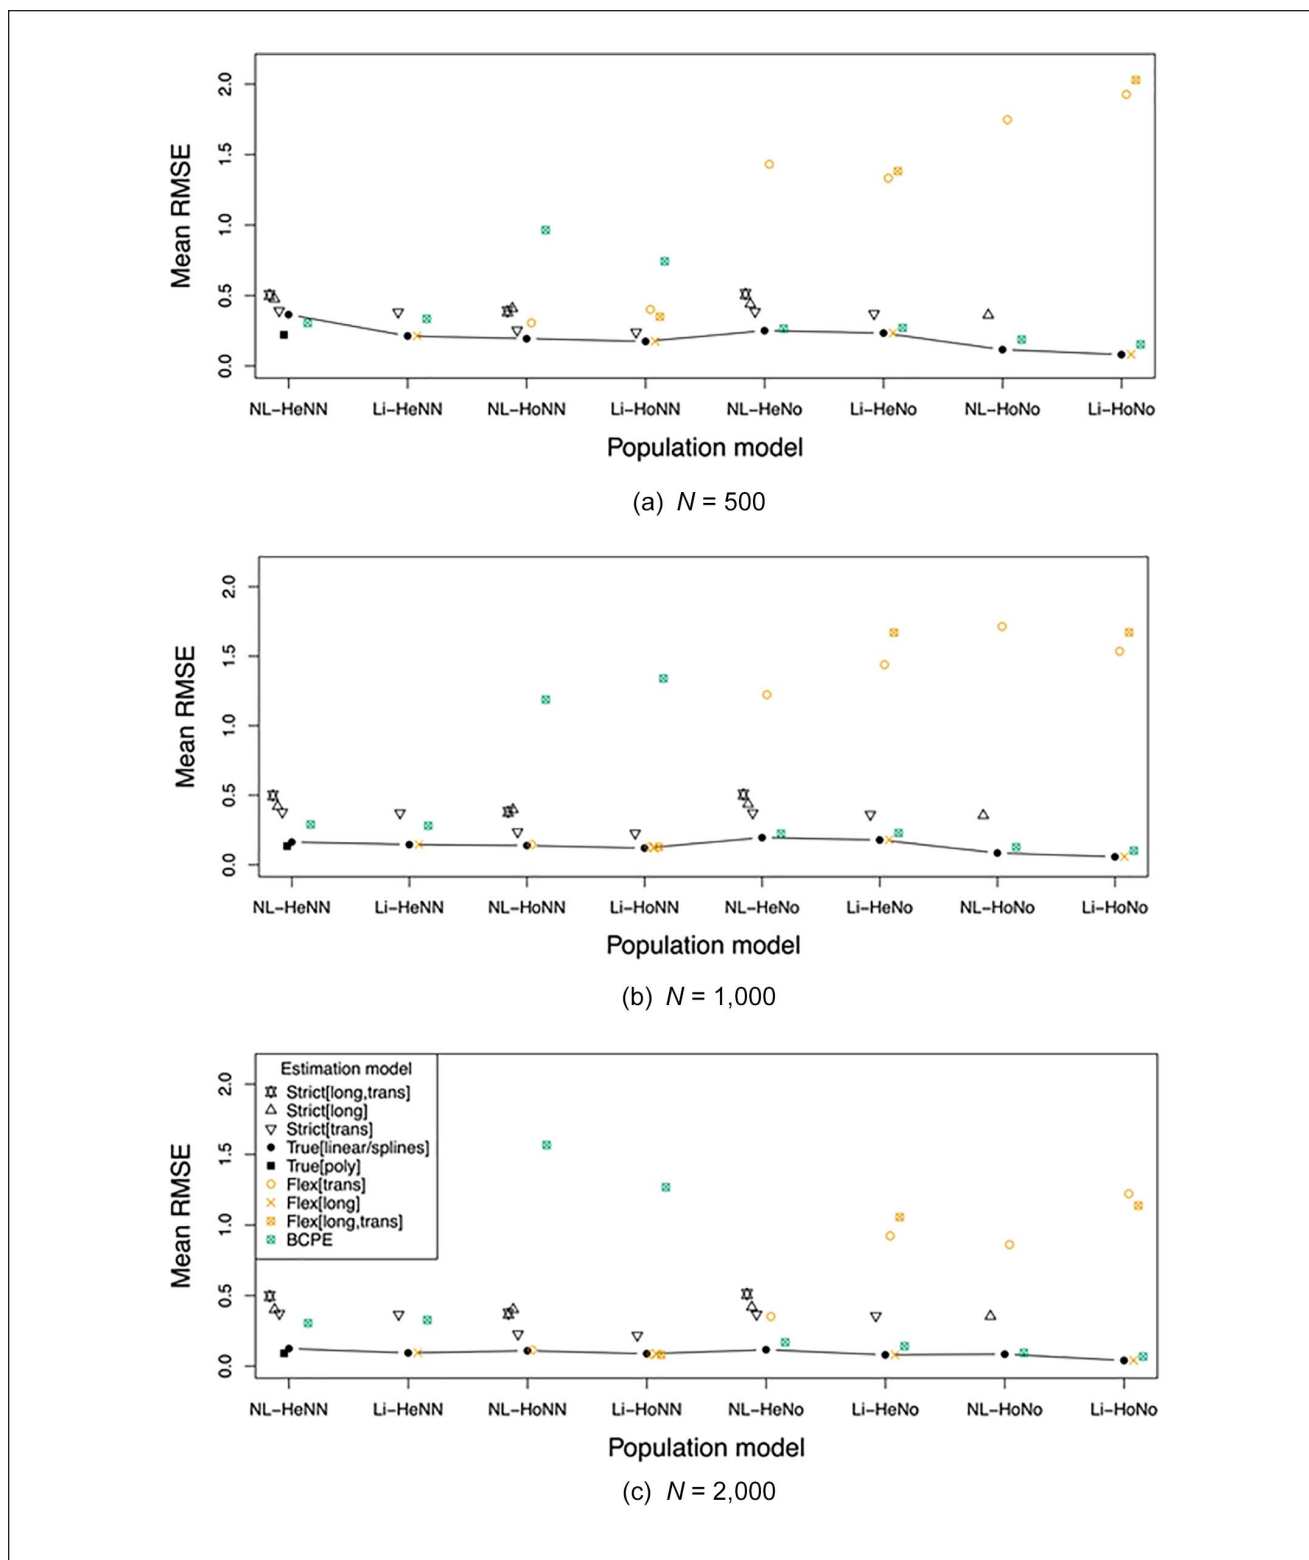 2.0
1.5
1.0
0.5
0.0
Mean RMSE
NL–HeNN Li–HeNN NL–HoNN Li–HoNN NL–HeNo Li–HeNo NL–HoNo Li–HoNo
Population model
(a) N = 500
2.0
1.5
1.0
0.5
0.0
Mean RMSE
NL–HeNN Li–HeNN NL–HoNN Li–HoNN NL–HeNo Li–HeNo NL–HoNo Li–HoNo
Population model
(b) N = 1,000
2.0
1.5
1.0
0.5
0.0
Mean RMSE
Estimation model
Strict[long,trans]
Strict[long]
Strict[trans]
True[linear/splines]
True[poly]
Flex[trans]
Flex[long]
Flex[long,trans]
BCPE
NL–HeNN Li–HeNN NL–HoNN Li–HoNN NL–HeNo Li–HeNo NL–HoNo Li–HoNo
Population model
(c) N = 2,000